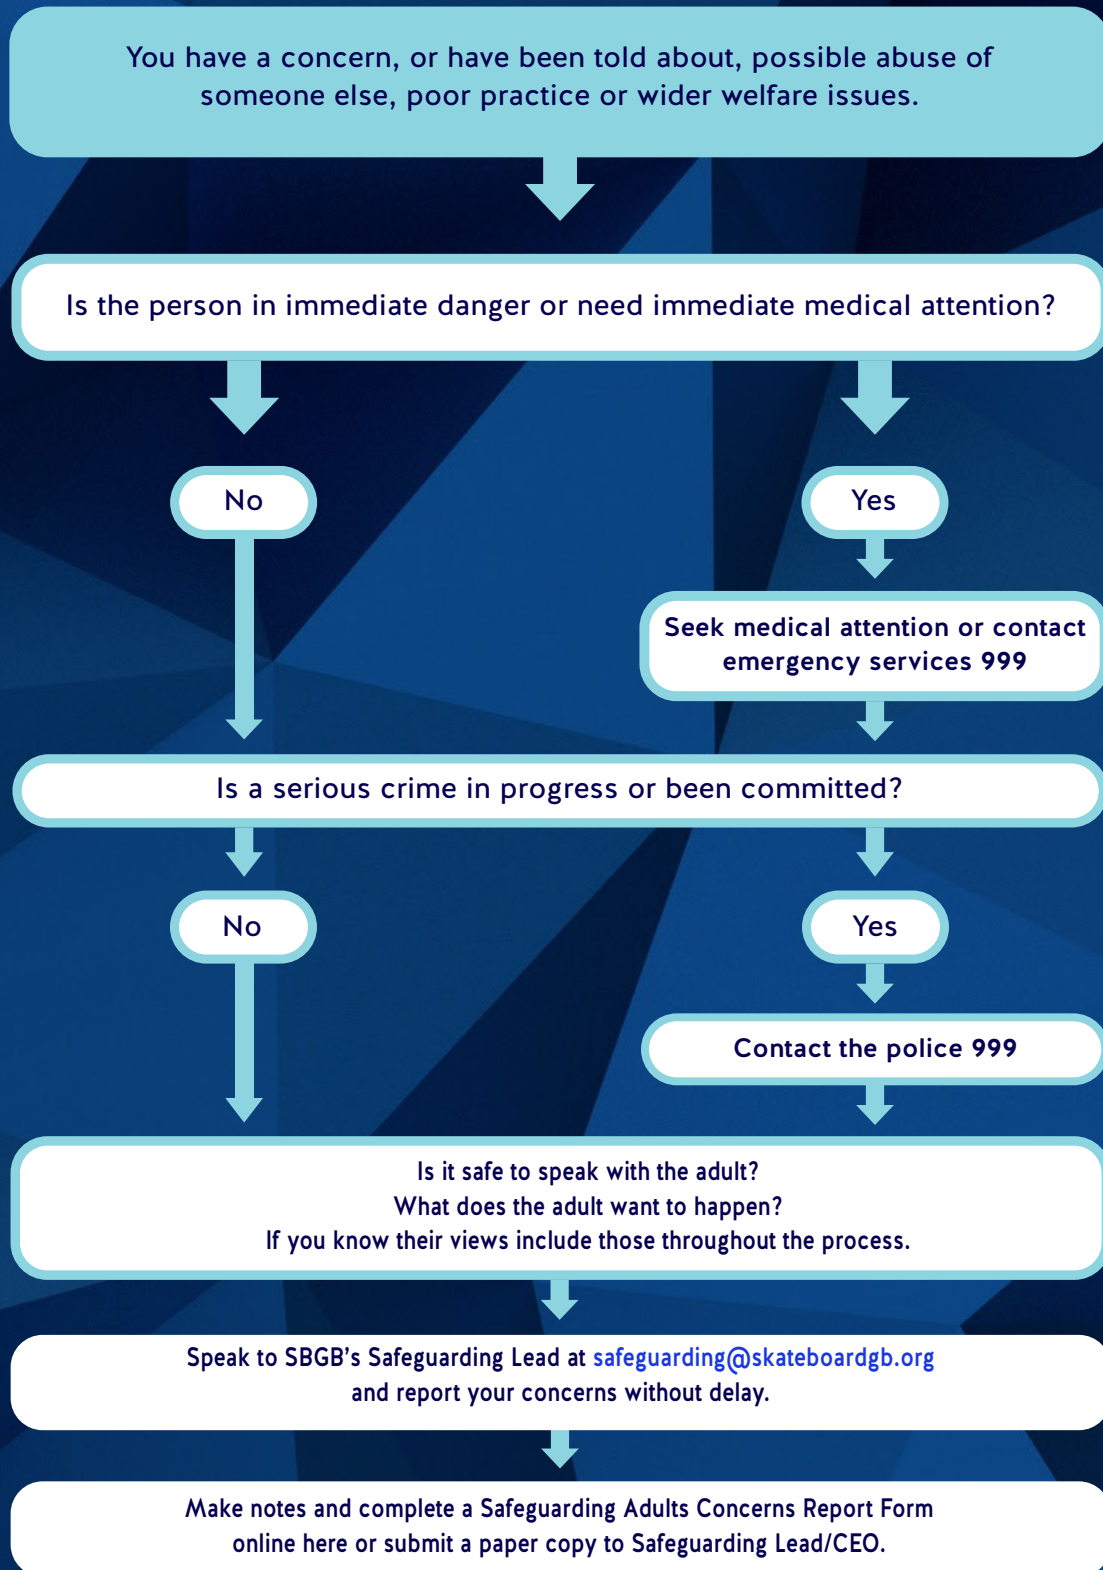 You have a concern, or have been told about, possible abuse of
someone else, poor practice or wider welfare issues.
Is the person in immediate danger or need immediate medical attention?
No
Yes
Seek medical attention or contact
emergency services 999
Is a serious crime in progress or been committed?
No
Yes
Contact the police 999
Is it safe to speak with the adult?
What does the adult want to happen?
If you know their views include those throughout the process.
Speak to SBGB’s Safeguarding Lead at safeguarding@skateboardgb.org
and report your concerns without delay.
Make notes and complete a Safeguarding Adults Concerns Report Form
online here or submit a paper copy to Safeguarding Lead/CEO.